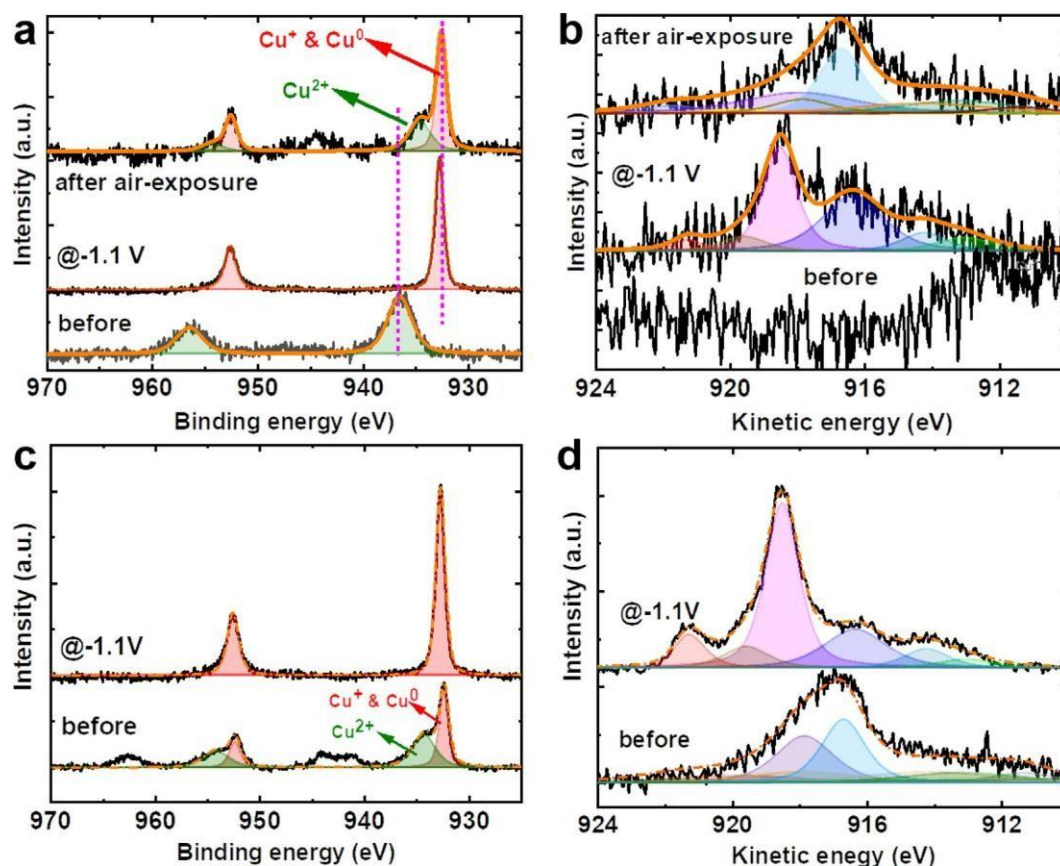 a
after air-exposure
Cu⁺ & Cu⁰
Cu²⁺
@-1.1 V
before
Intensity (a.u.)
970 960 950 940 930
Binding energy (eV)
b
after air-exposure
@-1.1 V
before
Intensity (a.u.)
924 920 916 912
Kinetic energy (eV)
c
@-1.1V
before
Cu⁺ & Cu⁰
Cu²⁺
Intensity (a.u.)
970 960 950 940 930
Binding energy (eV)
d
@-1.1V
before
Intensity (a.u.)
924 920 916 912
Kinetic enegy (eV)